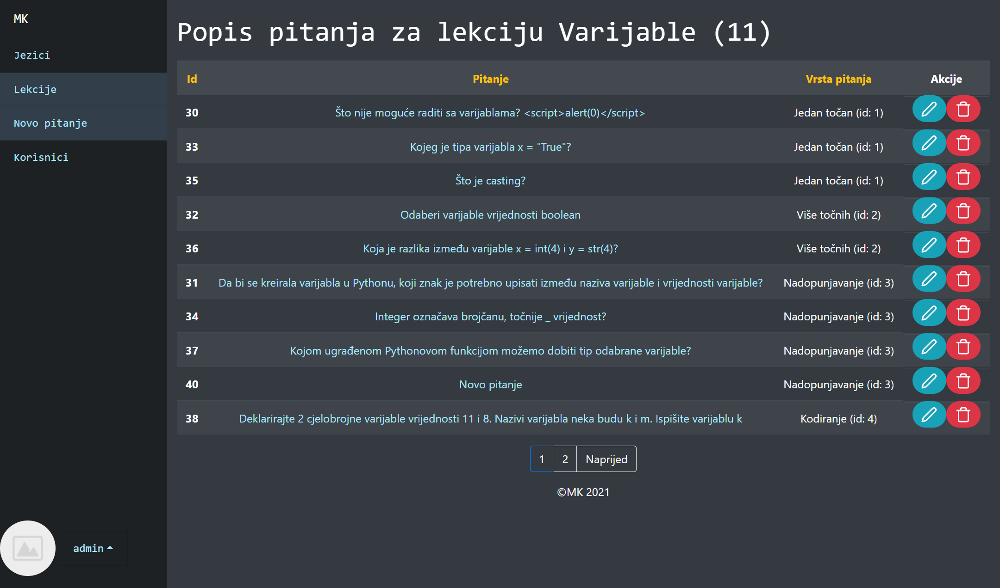 MK
Jezici
Lekcije
Novo pitanje
Korisnici
admin
Popis pitanja za lekciju Varijable (11)
Id Pitanje Vrsta pitanja Akcije
30 Što nije moguće raditi sa varijablama? <script>alert(0)</script> Jedan točan (id: 1)
33 Kojeg je tipa varijabla x = "True"? Jedan točan (id: 1)
35 Što je casting? Jedan točan (id: 1)
32 Odaberi varijable vrijednosti boolean Više točnih (id: 2)
36 Koja je razlika između varijable x = int(4) i y = str(4)? Više točnih (id: 2)
31 Da bi se kreirala varijabla u Pythonu, koji znak je potrebno upisati između naziva varijable i vrijednosti varijable? Nadopunjavanje (id: 3)
34 Integer označava brojčanu, točnije _ vrijednost? Nadopunjavanje (id: 3)
37 Kojom ugrađenom Pythonovom funkcijom možemo dobiti tip odabrane varijable? Nadopunjavanje (id: 3)
40 Novo pitanje Nadopunjavanje (id: 3)
38 Deklarirajte 2 cjelobrojne varijable vrijednosti 11 i 8. Nazivi varijabla neka budu k i m. Ispišite varijablu k Kodiranje (id: 4)
1 2 Naprijed
©MK 2021